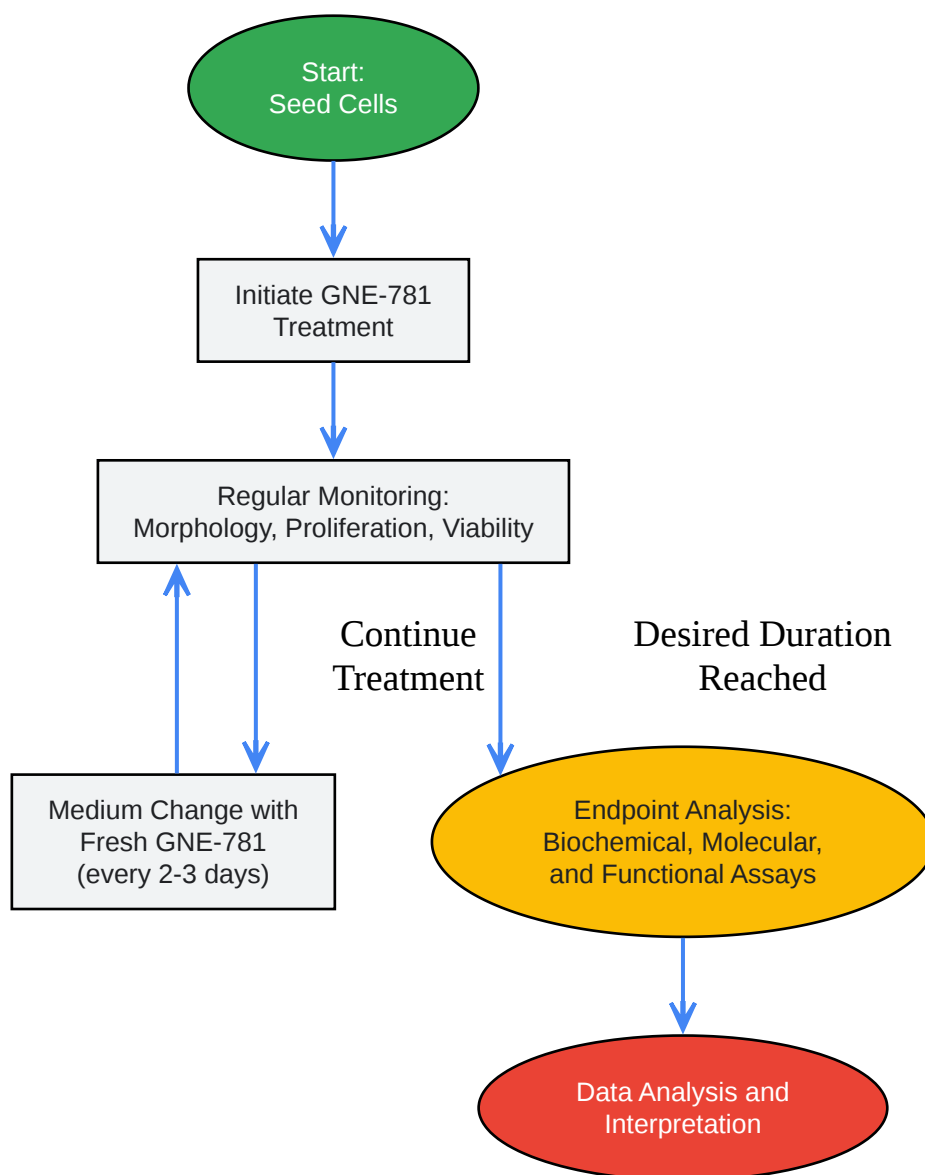 Start:
Seed Cells
Initiate GNE-781
Treatment
Regular Monitoring:
Morphology, Proliferation, Viability
Continue
Treatment
Desired Duration
Reached
Medium Change with
Fresh GNE-781
(every 2-3 days)
Endpoint Analysis:
Biochemical, Molecular,
and Functional Assays
Data Analysis and
Interpretation